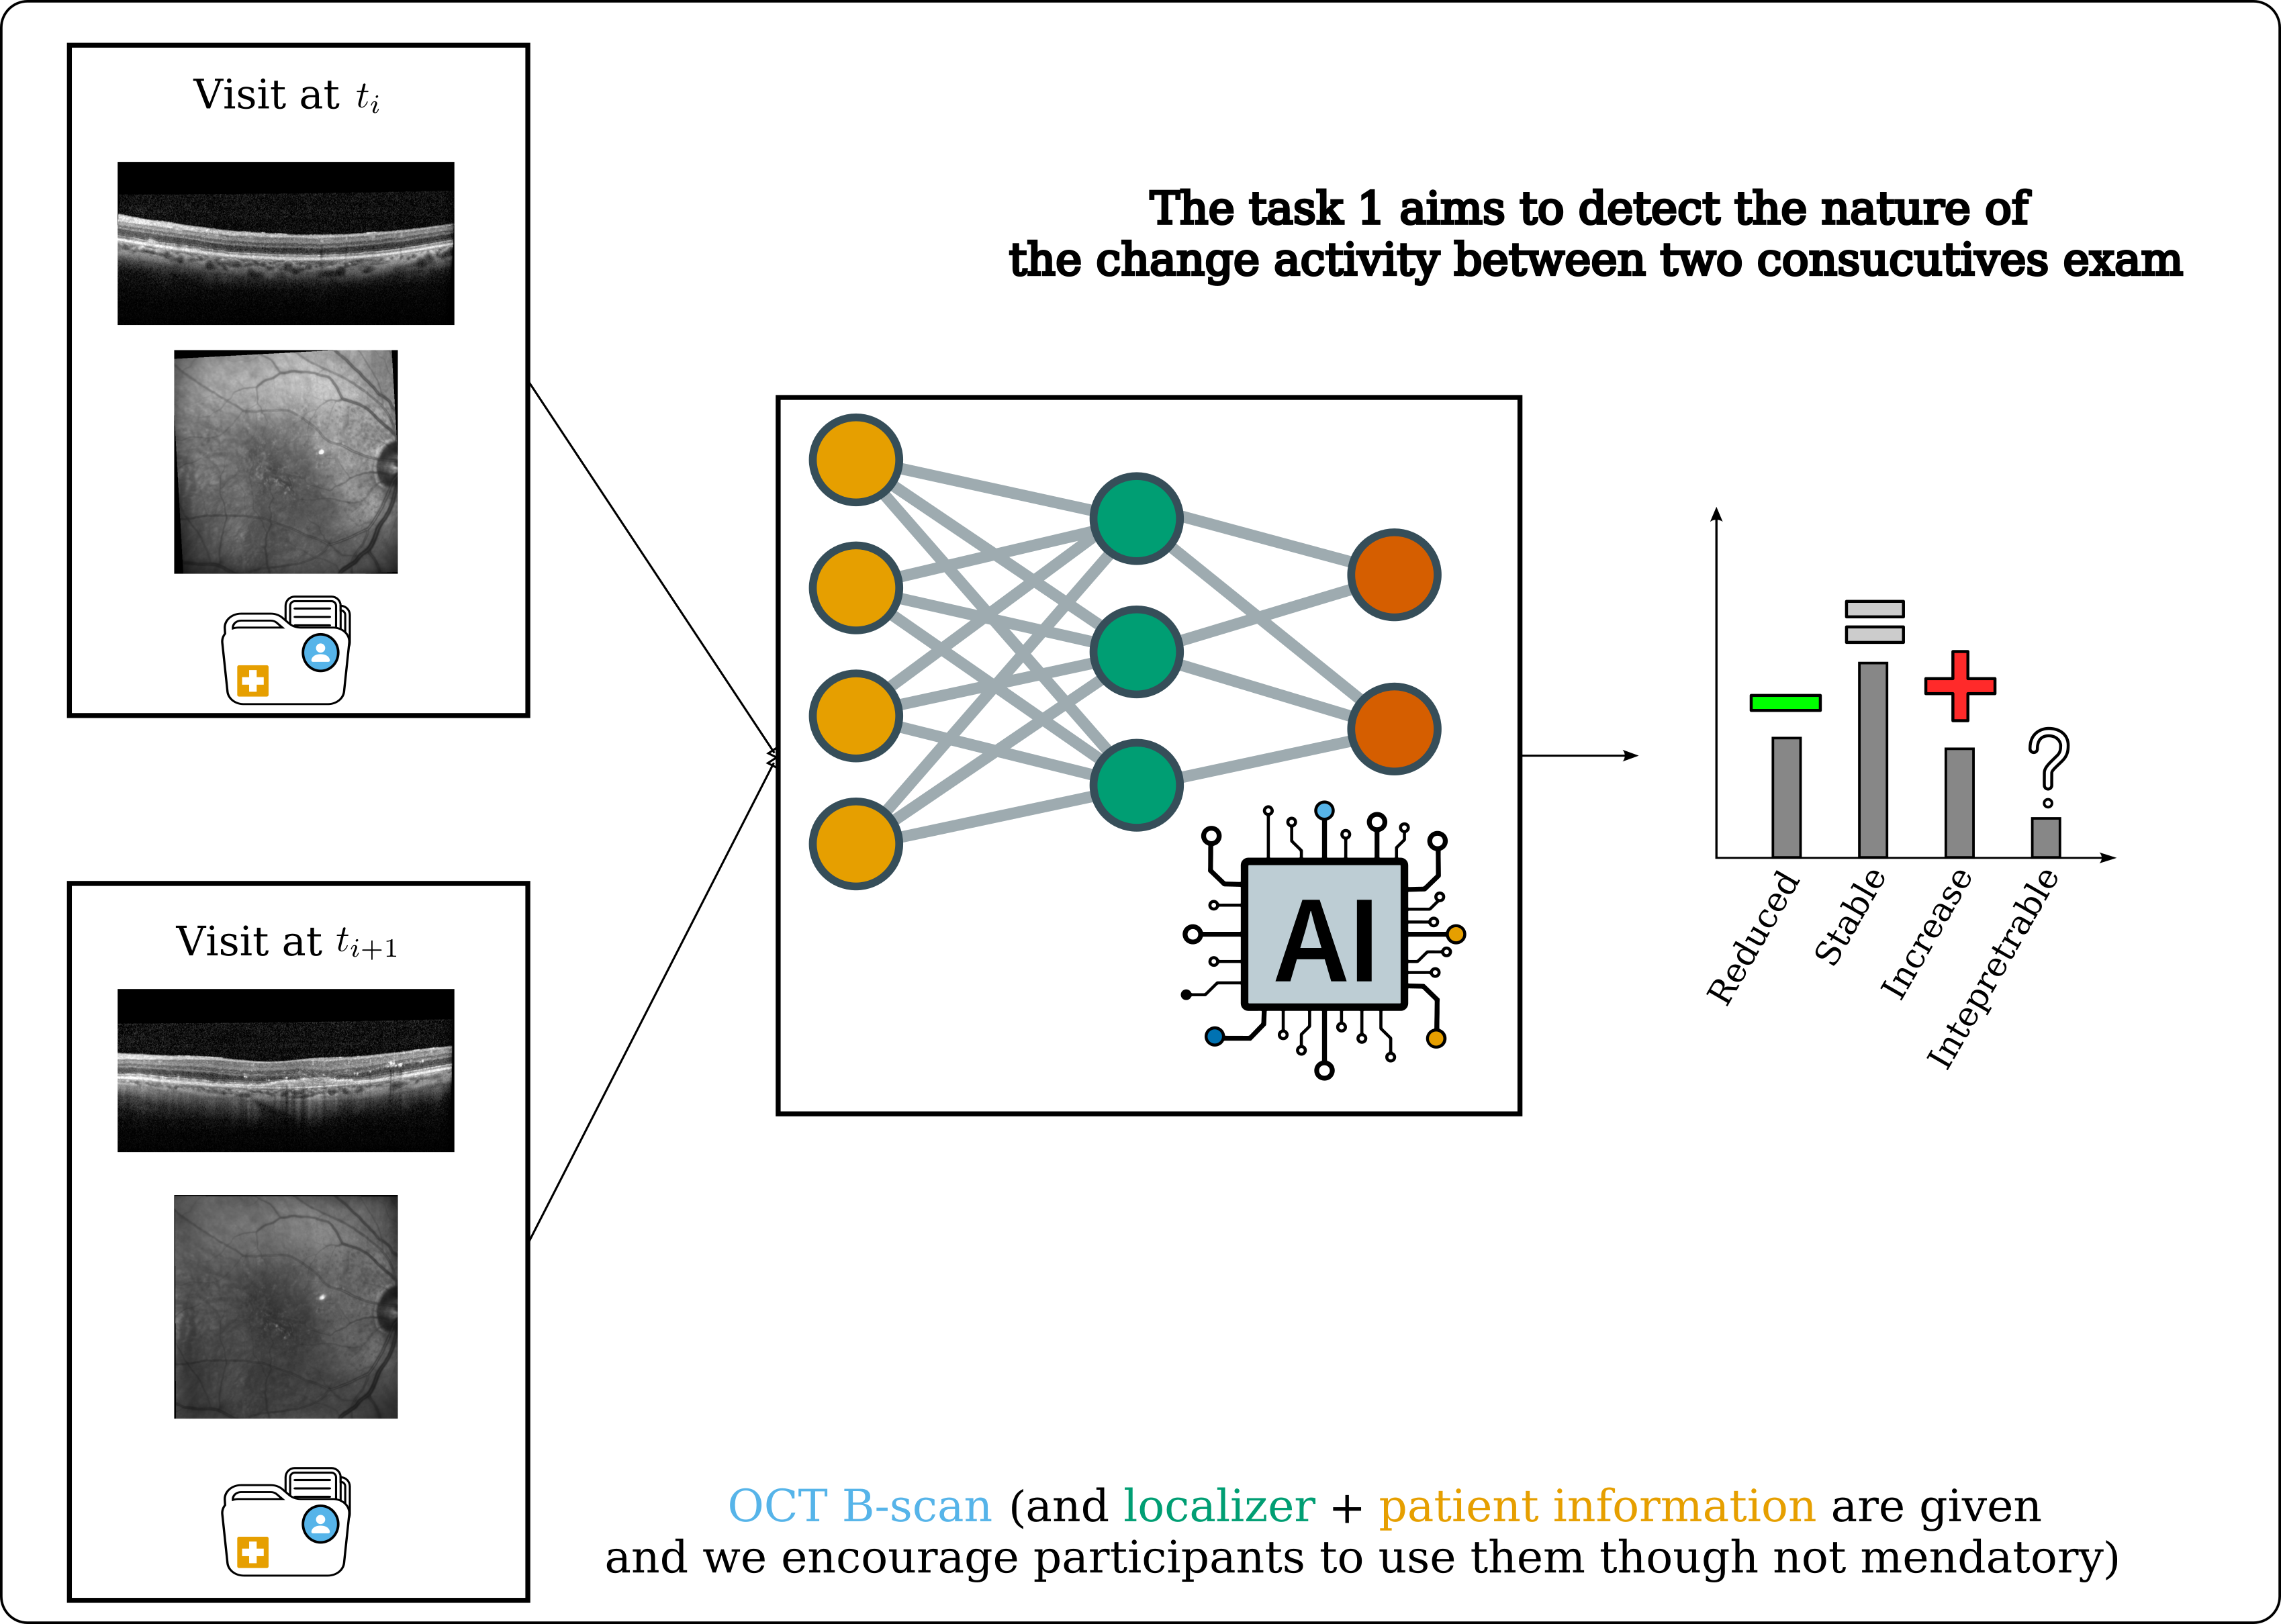 Visit at t_i
The task 1 aims to detect the nature of
the change activity between two consucutives exam
AI
Reduced
Stable
Increase
Intepretrable
Visit at t_{i+1}
OCT B-scan (and localizer + patient information are given
and we encourage participants to use them though not mendatory)